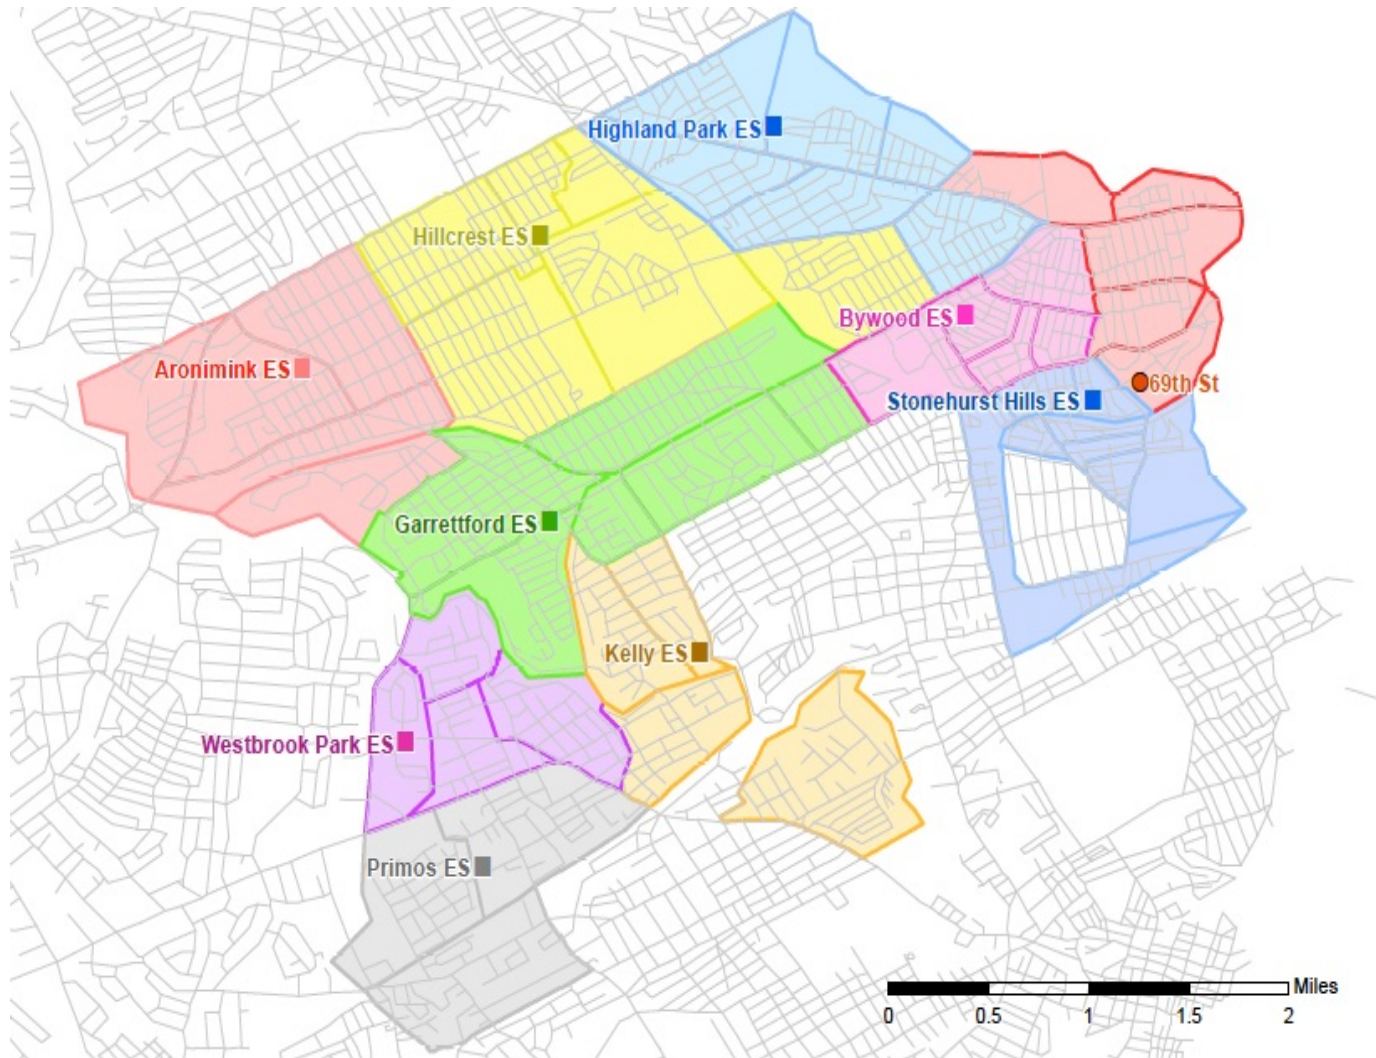 Highland Park ES
Hillcrest ES
Bywood ES
Aronimink ES
69th St
Stonehurst Hills ES
Garrettford ES
Kelly ES
Westbrook Park ES
Primos ES
Miles
0 0.5 1 1.5 2